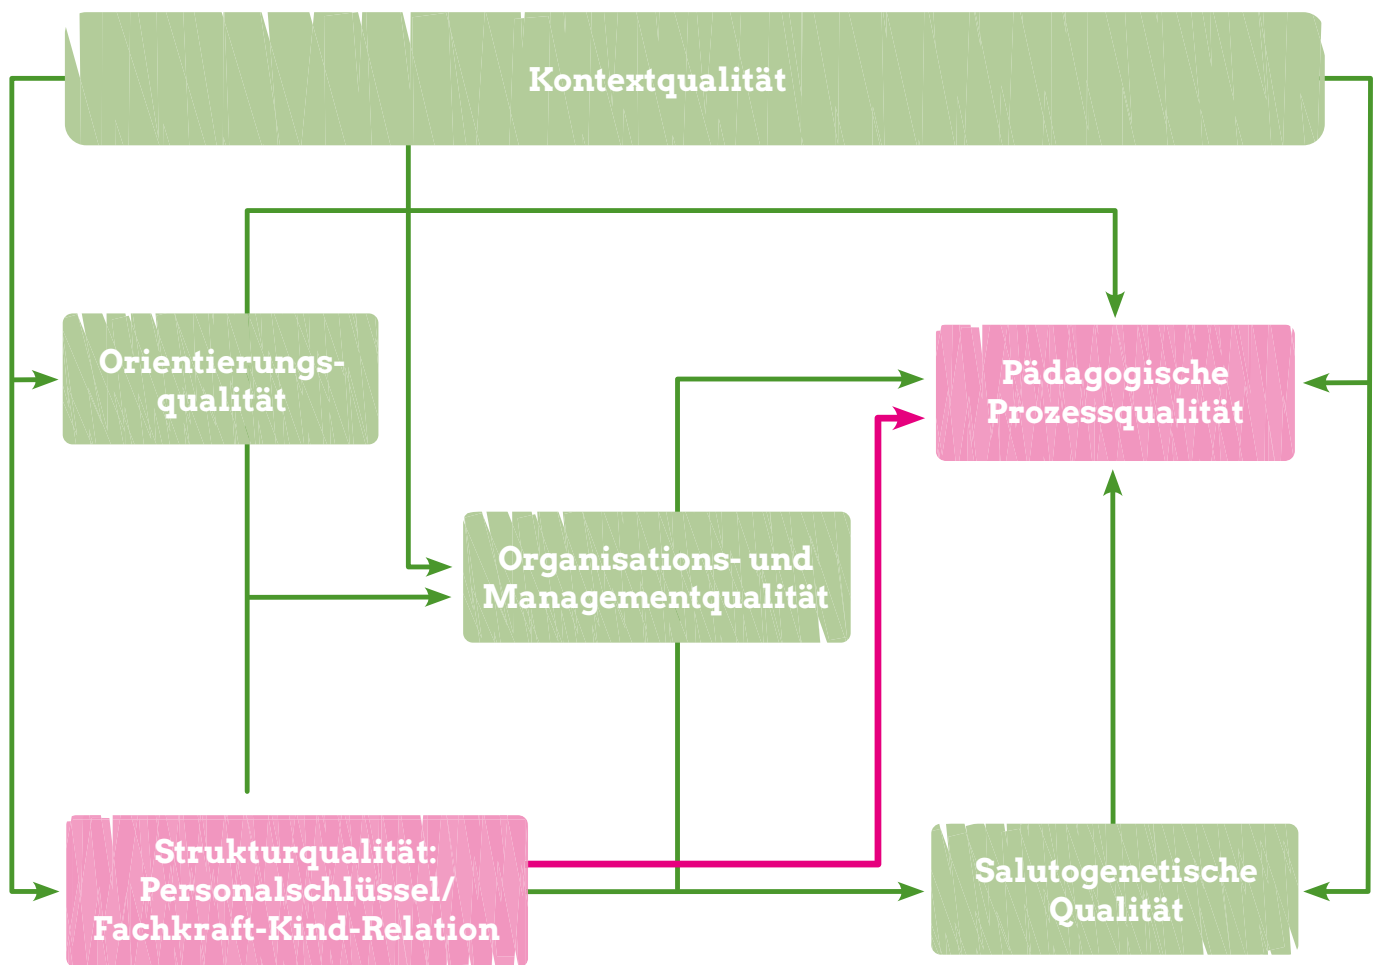 Kontextqualität
Orientierungs-
qualität
Pädagogische
Prozessqualität
Organisations- und
Managementqualität
Strukturqualität:
Personalschlüssel/
Fachkraft-Kind-Relation
Salutogenetische
Qualität